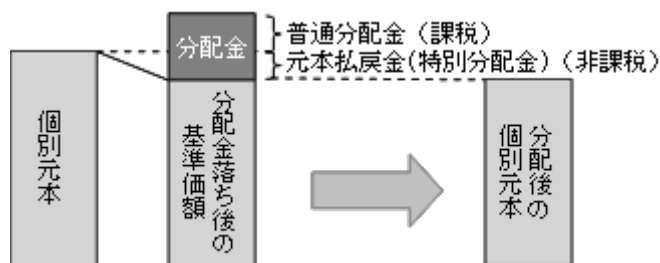 分配金
普通分配金（課税）
元本払戻金(特別分配金)（非課税）
個別元本
分配金落ち後の
基準価額
分配後の
個別元本